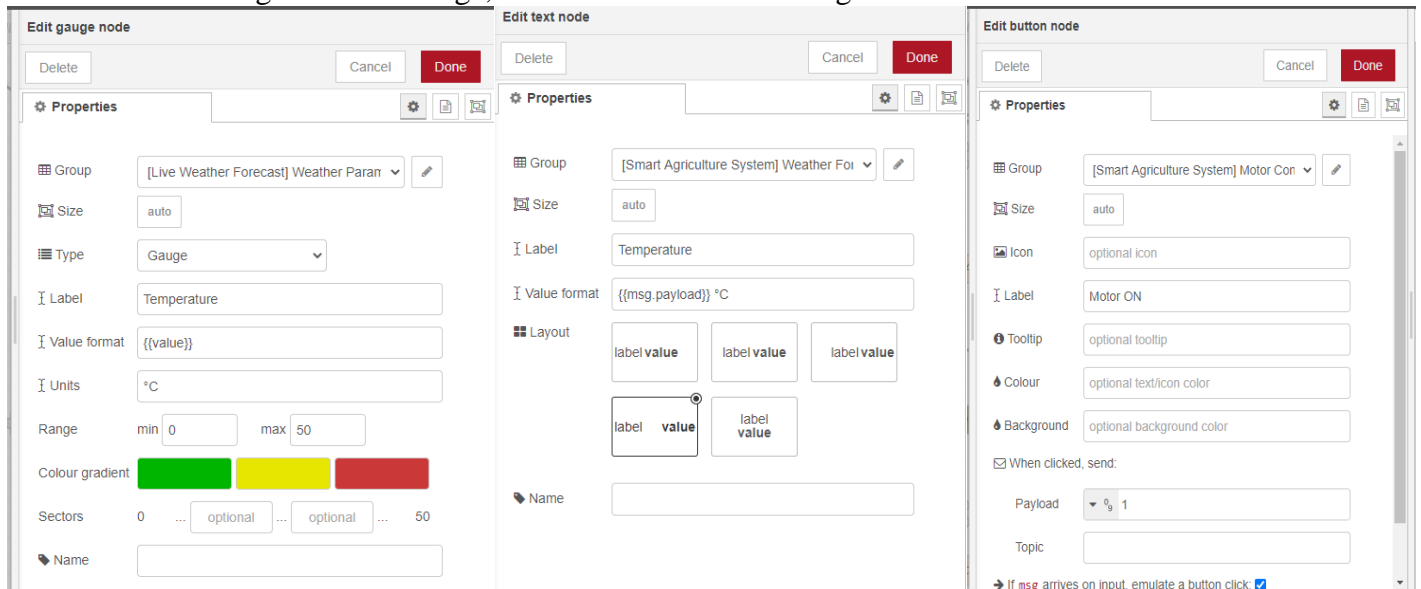 Edit gauge node
Delete Cancel Done
Properties
Group [Live Weather Forecast] Weather Param
Size auto
Type Gauge
Label Temperature
Value format {{value}}
Units °C
Range min 0 max 50
Colour gradient
Sectors 0 ... optional ... optional ... 50
Name
Edit text node
Delete Cancel Done
Properties
Group [Smart Agriculture System] Weather For
Size auto
Label Temperature
Value format {{msg.payload}} °C
Layout
label value label value label value
label value label
value
Name
Edit button node
Delete Cancel Done
Properties
Group [Smart Agriculture System] Motor Con
Size auto
Icon optional icon
Label Motor ON
Tooltip optional tooltip
Colour optional text/icon color
Background optional background color
When clicked, send:
Payload 1
Topic
If msg arrives on input, emulate a button click: